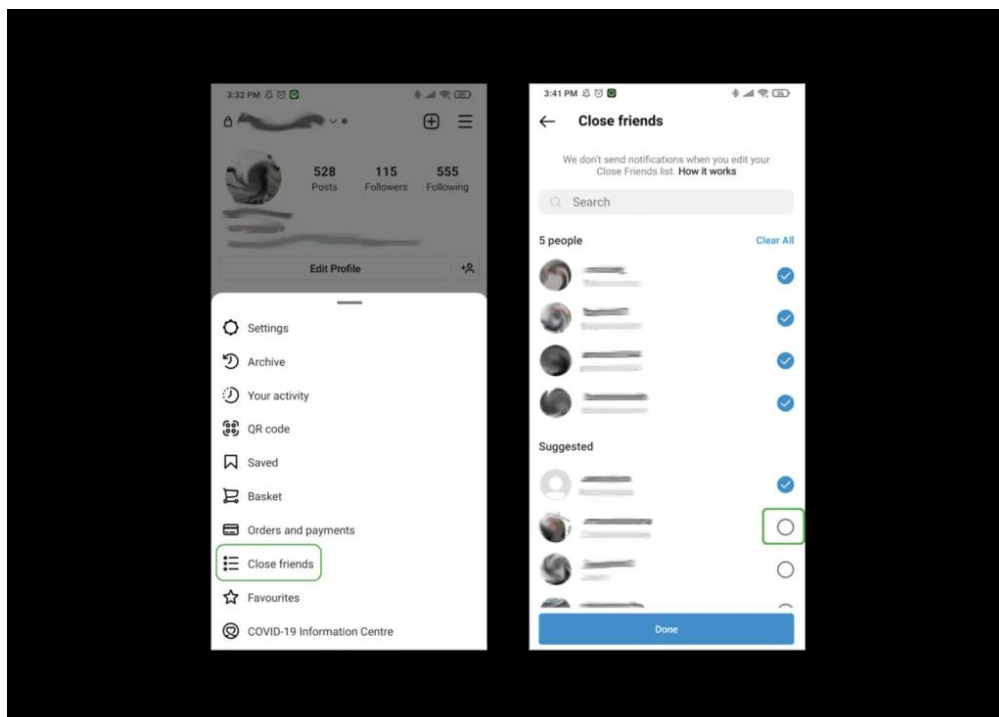 3:32 PM
528 115 555
Posts Followers Following
Edit Profile
Settings
Archive
Your activity
QR code
Saved
Basket
Orders and payments
Close friends
Favourites
COVID-19 Information Centre
3:41 PM
Close friends
We don't send notifications when you edit your
Close Friends list. How it works
Search
5 people Clear All
Suggested
Done